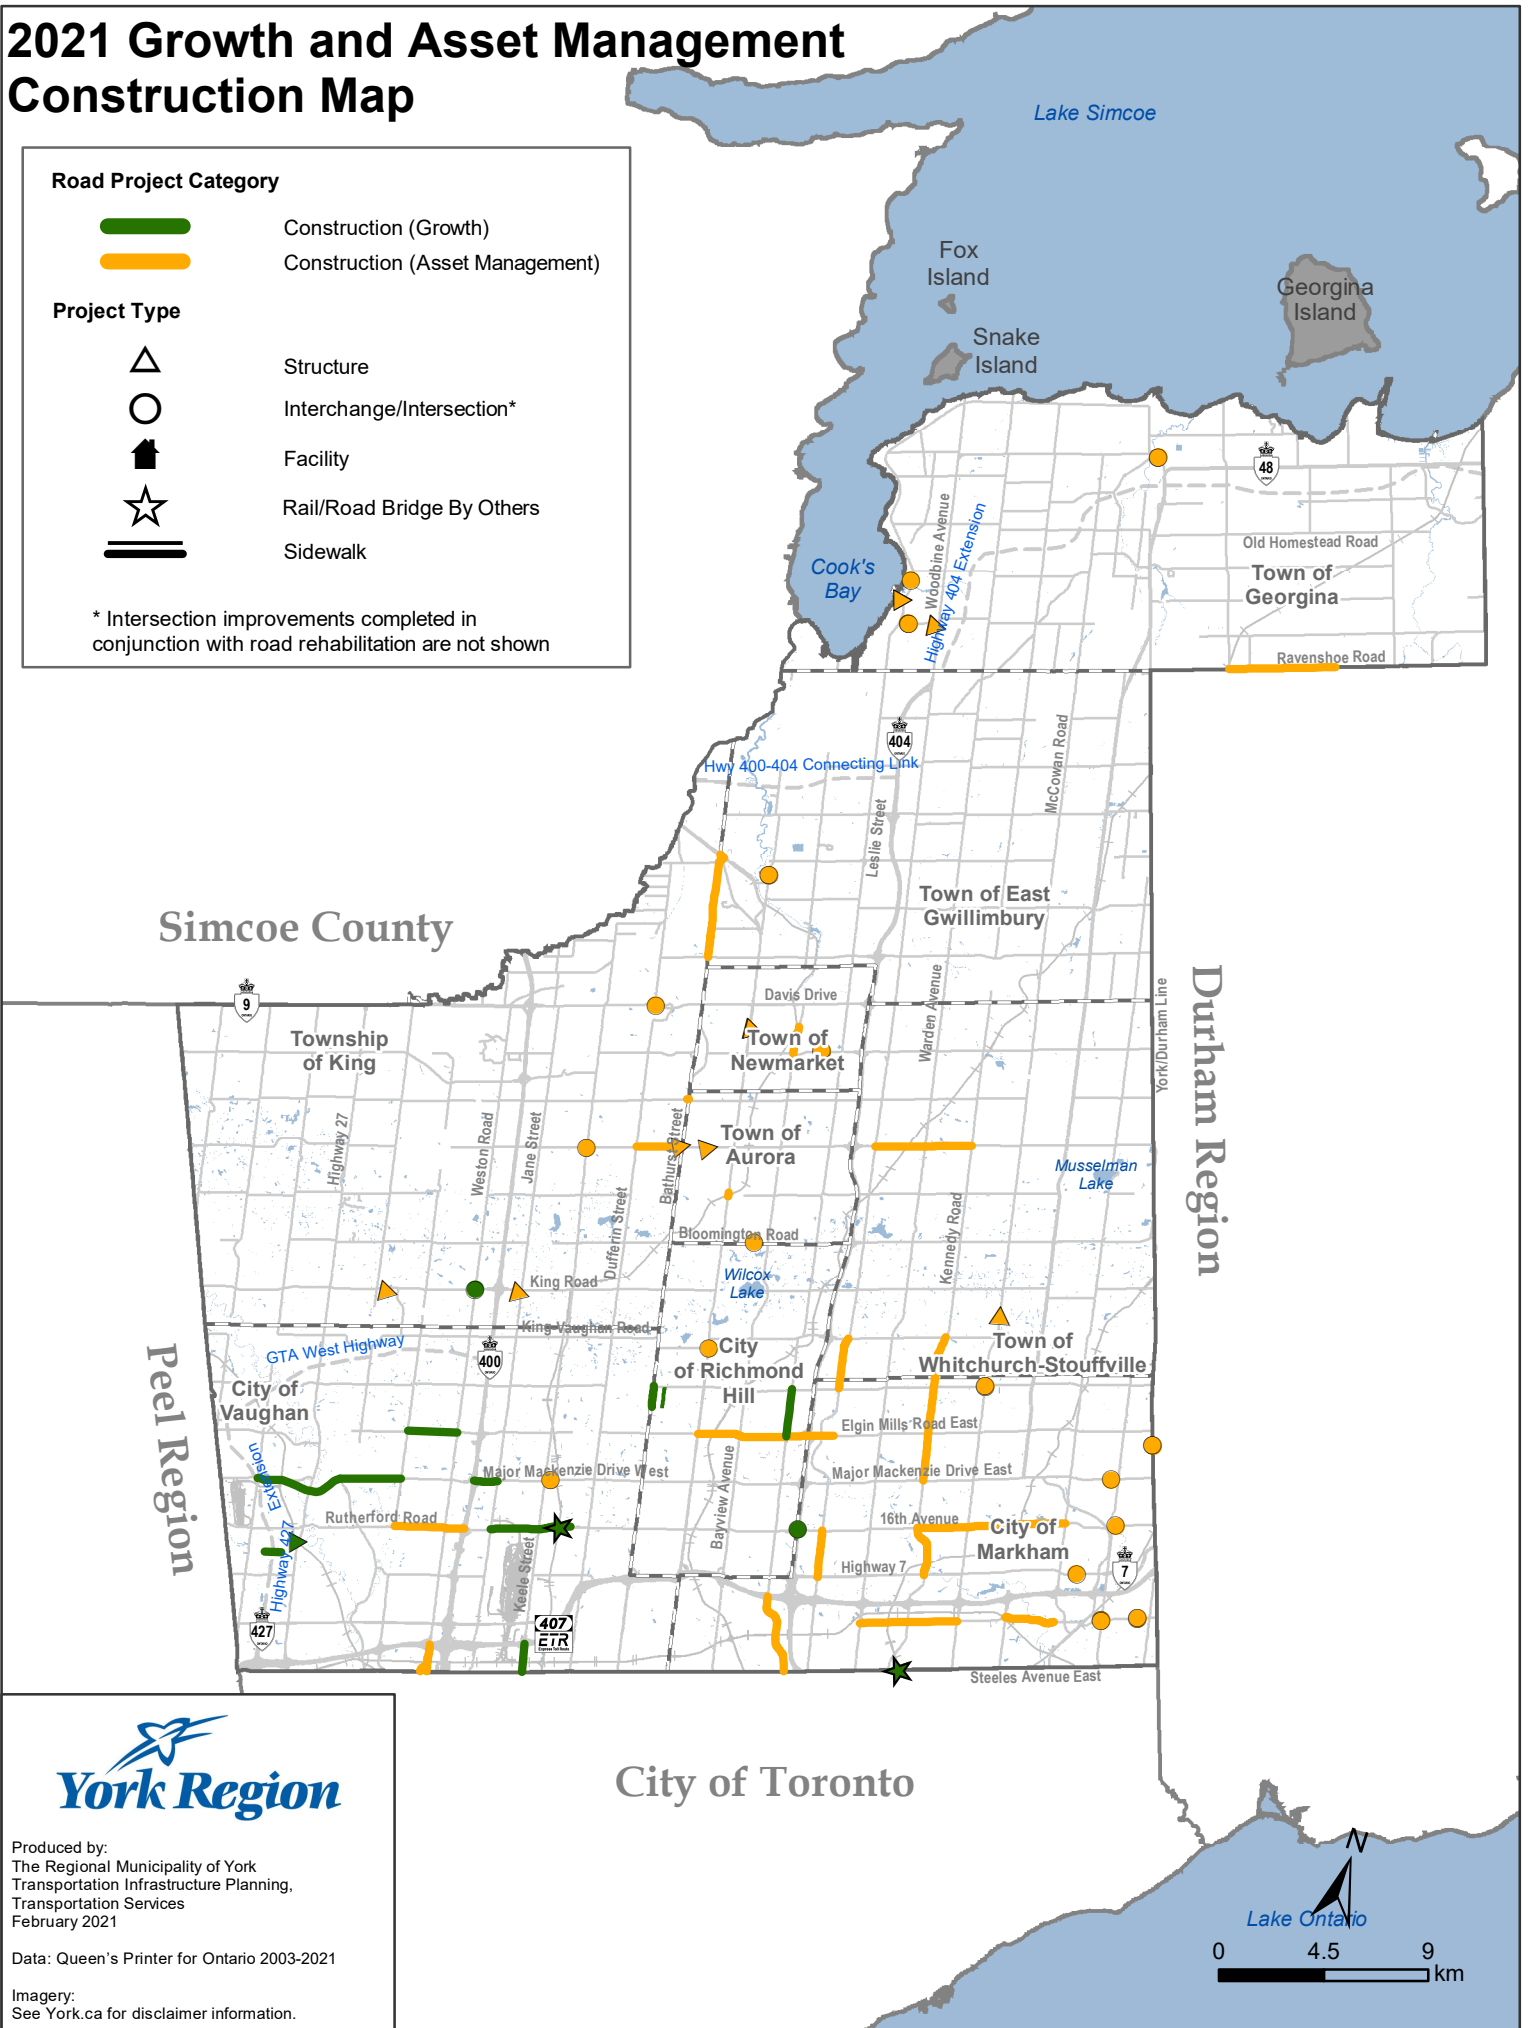 2021 Growth and Asset Management
Construction Map
Road Project Category
Construction (Growth)
Construction (Asset Management)
Project Type
Structure
Interchange/Intersection*
Facility
Rail/Road Bridge By Others
Sidewalk
* Intersection improvements completed in
conjunction with road rehabilitation are not shown
Lake Simcoe
Fox
Island
Georgina
Island
Snake
Island
48
Woodbine Avenue
Highway 404 Extension
Old Homestead Road
Cook's
Bay
Town of
Georgina
Ravenshoe Road
404
McCowan Road
Hwy 400-404 Connecting Link
Leslie Street
Town of East
Gwillimbury
Simcoe County
Durham Region
York/Durham Line
9
Davis Drive
Warden Avenue
Township
of King
Town of
Newmarket
Highway 27
Weston Road
Jane Street
Bathurst Street
Town of
Aurora
Musselman
Lake
Dufferin Street
Kennedy Road
Bloomington Road
King Road
Wilcox
Lake
King-Vaughan Road
Town of
Whitchurch-Stouffville
GTA West Highway
400
City
of Richmond
Hill
Peel Region
City of
Vaughan
Elgin Mills Road East
Major Mackenzie Drive West
Bayview Avenue
Major Mackenzie Drive East
Extension
Highway 427
Rutherford Road
16th Avenue
City of
Markham
Keele Street
Highway 7
7
427
407
ETR
Express Toll Route
Steeles Avenue East
City of Toronto
York Region
Produced by:
The Regional Municipality of York
Transportation Infrastructure Planning,
Transportation Services
February 2021
Data: Queen's Printer for Ontario 2003-2021
Imagery:
See York.ca for disclaimer information.
N
Lake Ontario
0 4.5 9
km